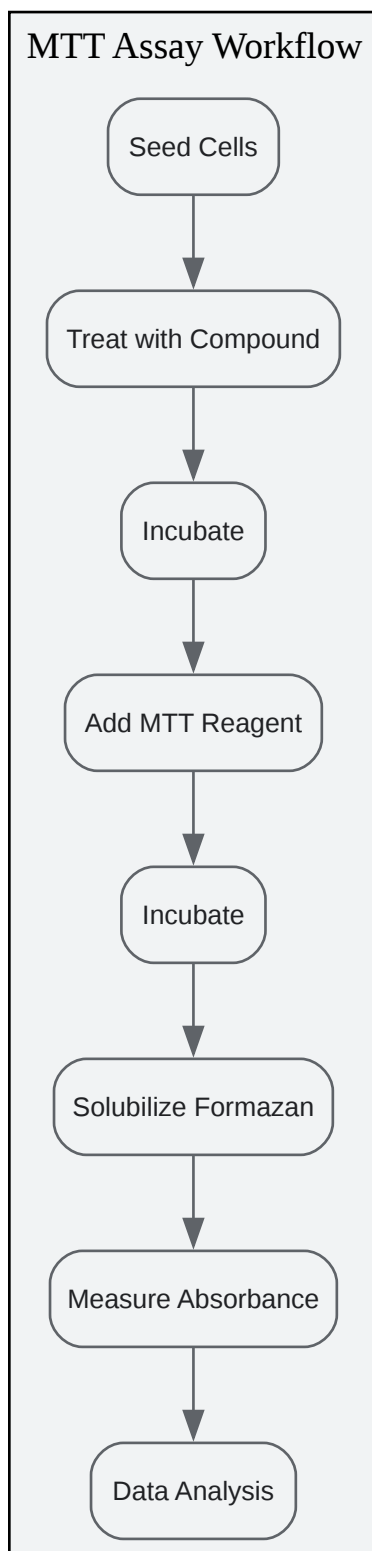 MTT Assay Workflow
Seed Cells
Treat with Compound
Incubate
Add MTT Reagent
Incubate
Solubilize Formazan
Measure Absorbance
Data Analysis